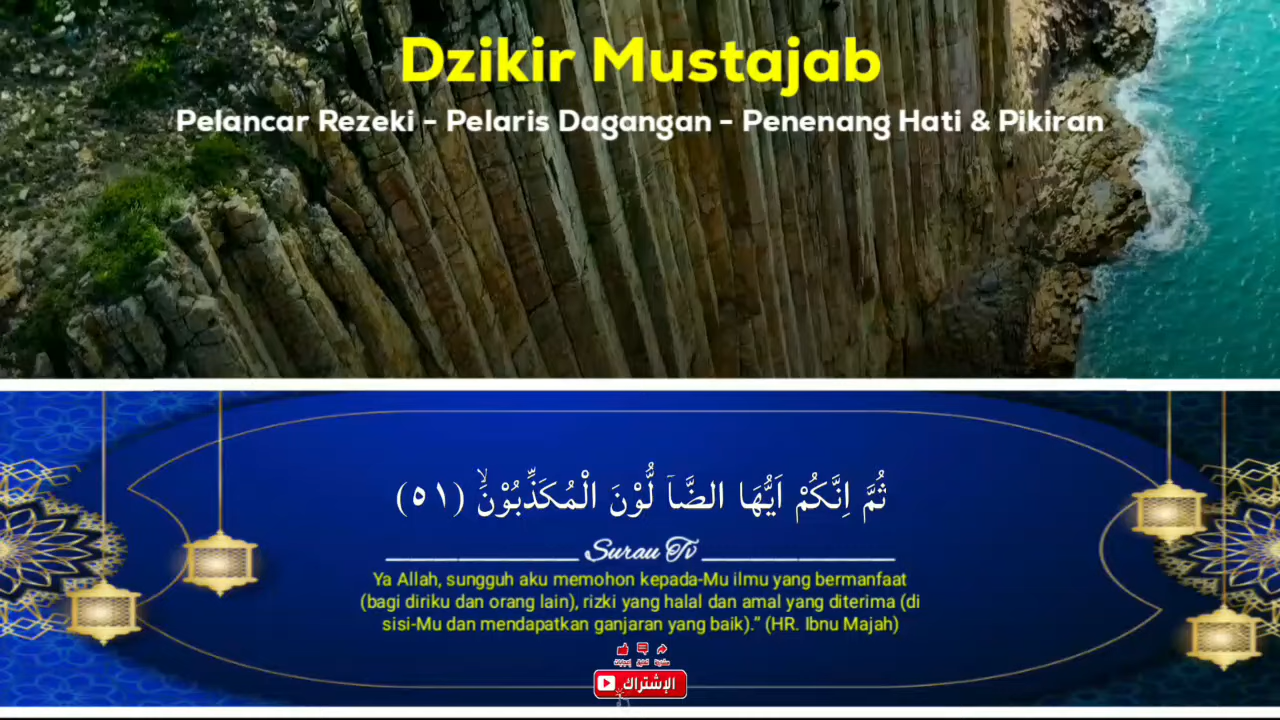 Dzikir Mustajab
Pelancar Rezeki - Pelaris Dagangan - Penenang Hati & Pikiran
ثُمَّ اِنَّكُمْ اَيُّهَا الضَّاۤ لُّوْنَ الْمُكَذِّبُوْنَۙ (٥١)
Surau Tv
Ya Allah, sungguh aku memohon kepada-Mu ilmu yang bermanfaat
(bagi diriku dan orang lain), rizki yang halal dan amal yang diterima (di
sisi-Mu dan mendapatkan ganjaran yang baik)." (HR. Ibnu Majah)
الإشتراك